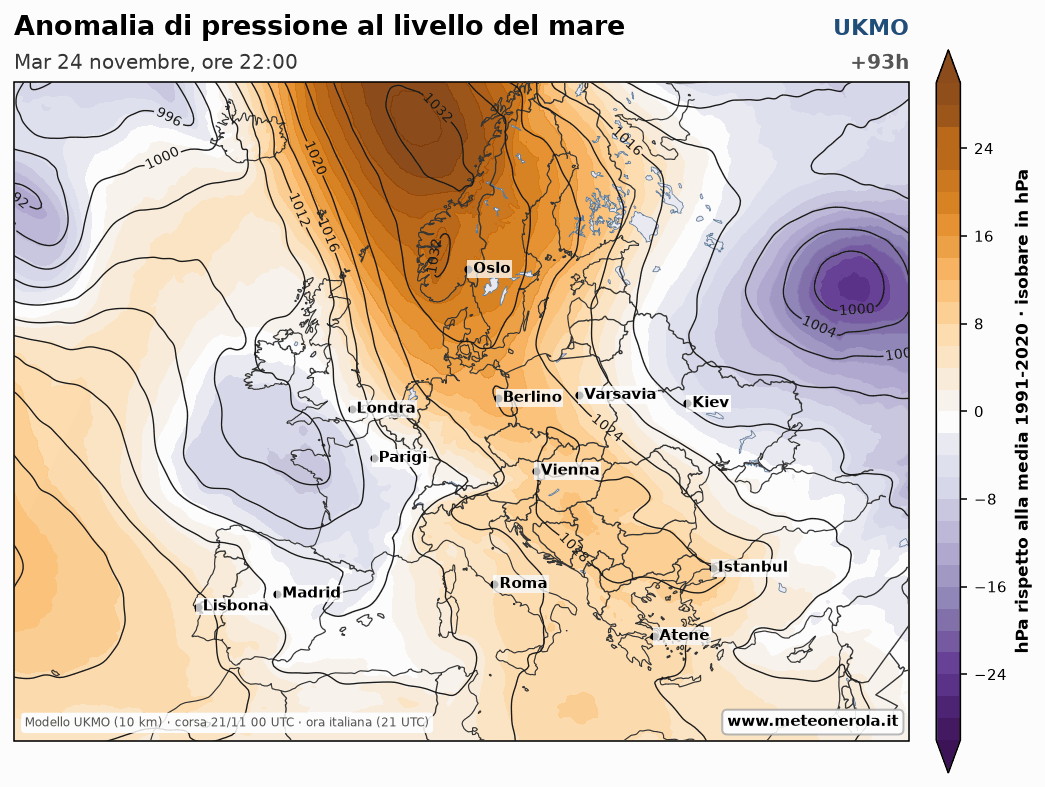 Anomalia di pressione al livello del mare
UKMO
Mar 24 novembre, ore 22:00
+93h
996
1000
1032
1020
1016
1012
1016
92
1032
Oslo
1000
1004
100
24
16
8
0
−8
−16
−24
hPa rispetto alla media 1991-2020 · isobare in hPa
Londra
Berlino
Varsavia
Kiev
1024
Parigi
Vienna
Istanbul
Roma
Madrid
Lisbona
Atene
Modello UKMO (10 km) · corsa 21/11 00 UTC · ora italiana (21 UTC)
www.meteonerola.it